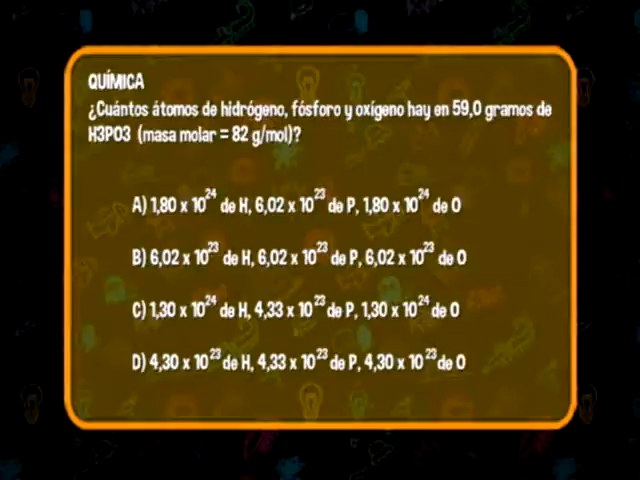 QUÍMICA
¿Cuántos átomos de hidrógeno, fósforo y oxígeno hay en 59,0 gramos de
H3PO3 (masa molar = 82 g/mol)?
A) 1,80 x 10²⁴ de H, 6,02 x 10²³ de P, 1,80 x 10²⁴ de O
B) 6,02 x 10²³ de H, 6,02 x 10²³ de P, 6,02 x 10²³ de O
C) 1,30 x 10²⁴ de H, 4,33 x 10²³ de P, 1,30 x 10²⁴ de O
D) 4,30 x 10²³ de H, 4,33 x 10²³ de P, 4,30 x 10²³ de O